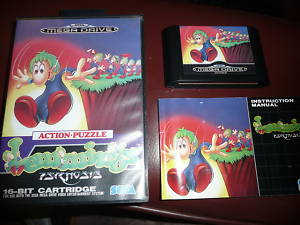 MEGA DRIVE
ACTION-PUZZLE
Lemmings
PSYGNOSIS
16-BIT CARTRIDGE
SEGA
MEGA DRIVE
INSTRUCTION
MANUAL
Lemmings